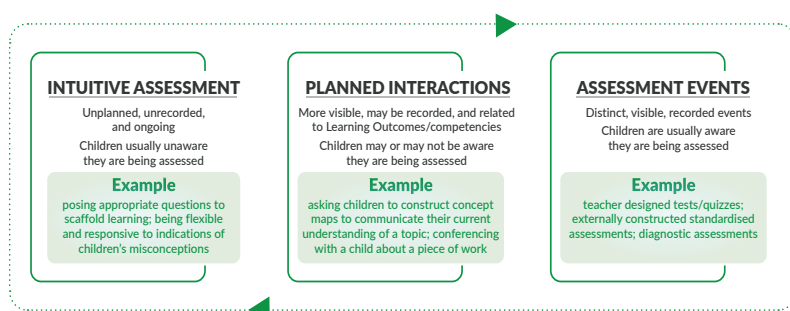 INTUITIVE ASSESSMENT
Unplanned, unrecorded,
and ongoing
Children usually unaware
they are being assessed
Example
posing appropriate questions to
scaffold learning; being flexible
and responsive to indications of
children's misconceptions
PLANNED INTERACTIONS
More visible, may be recorded, and related
to Learning Outcomes/competencies
Children may or may not be aware
they are being assessed
Example
asking children to construct concept
maps to communicate their current
understanding of a topic; conferencing
with a child about a piece of work
ASSESSMENT EVENTS
Distinct, visible, recorded events
Children are usually aware
they are being assessed
Example
teacher designed tests/quizzes;
externally constructed standardised
assessments; diagnostic assessments